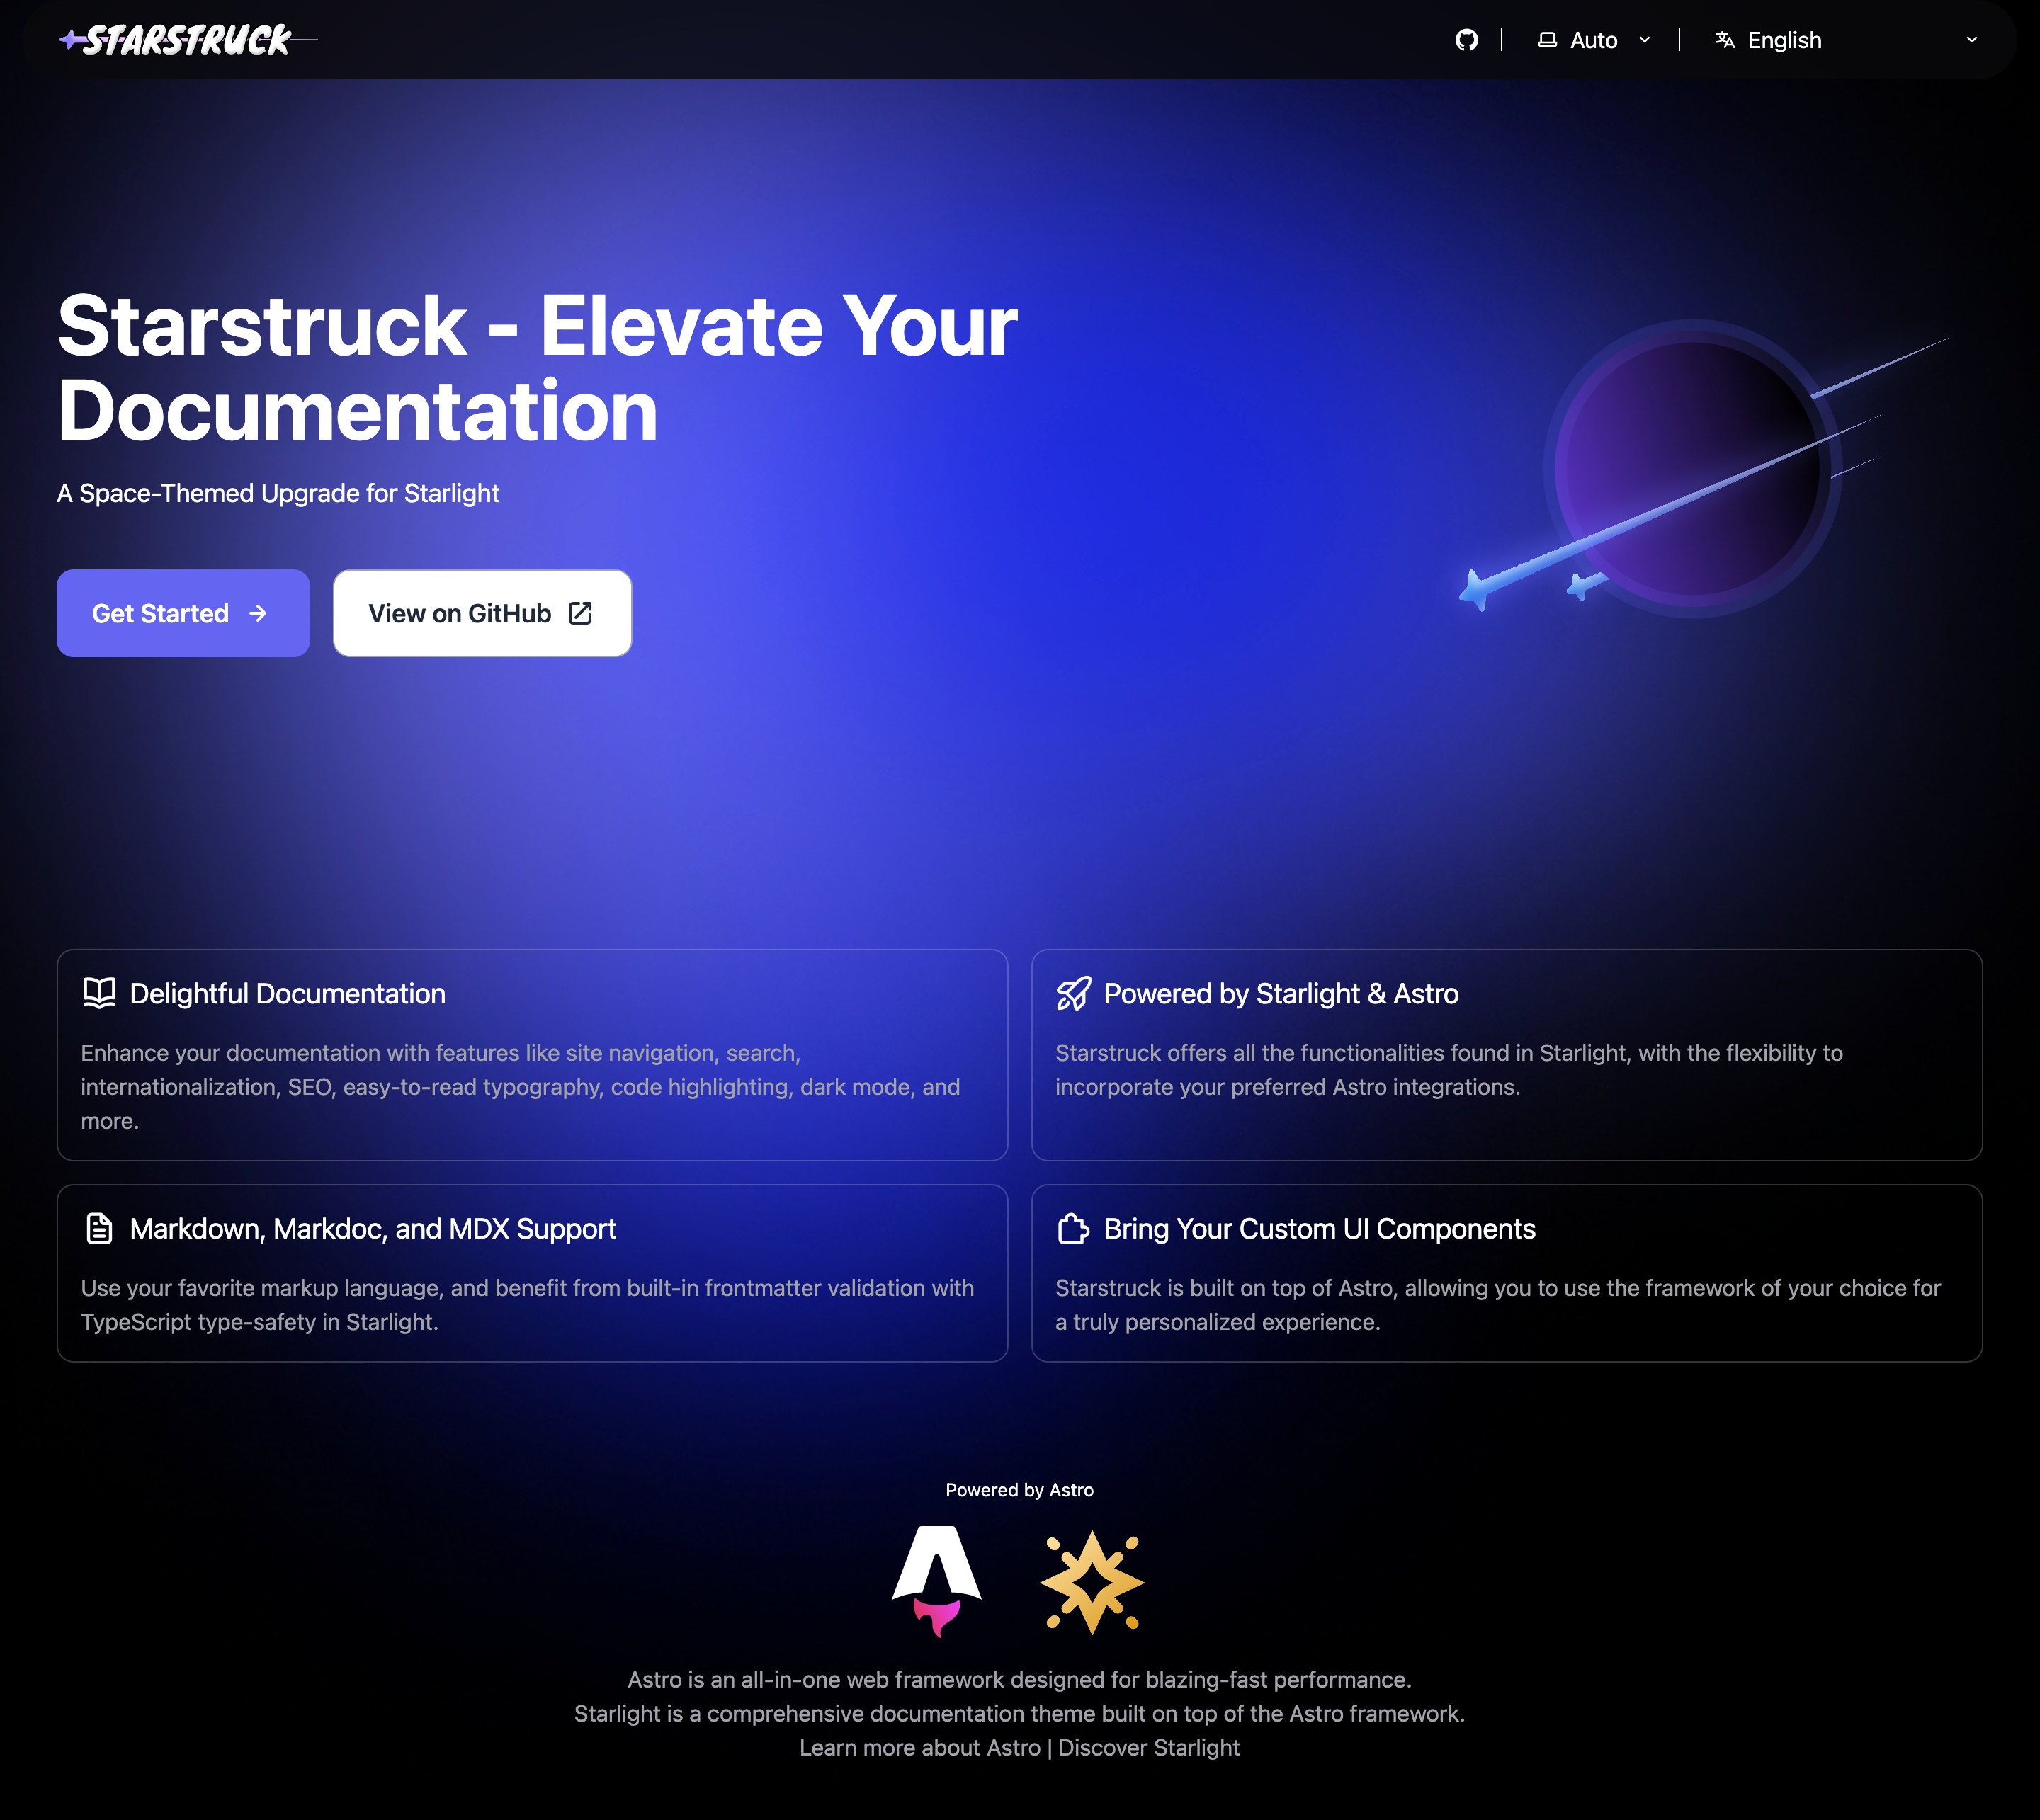 STARSTRUCK
Auto
English
Starstruck - Elevate Your
Documentation
A Space-Themed Upgrade for Starlight
Get Started
View on GitHub
Delightful Documentation
Enhance your documentation with features like site navigation, search,
internationalization, SEO, easy-to-read typography, code highlighting, dark mode, and
more.
Powered by Starlight & Astro
Starstruck offers all the functionalities found in Starlight, with the flexibility to
incorporate your preferred Astro integrations.
Markdown, Markdoc, and MDX Support
Use your favorite markup language, and benefit from built-in frontmatter validation with
TypeScript type-safety in Starlight.
Bring Your Custom UI Components
Starstruck is built on top of Astro, allowing you to use the framework of your choice for
a truly personalized experience.
Powered by Astro
Astro is an all-in-one web framework designed for blazing-fast performance.
Starlight is a comprehensive documentation theme built on top of the Astro framework.
Learn more about Astro | Discover Starlight